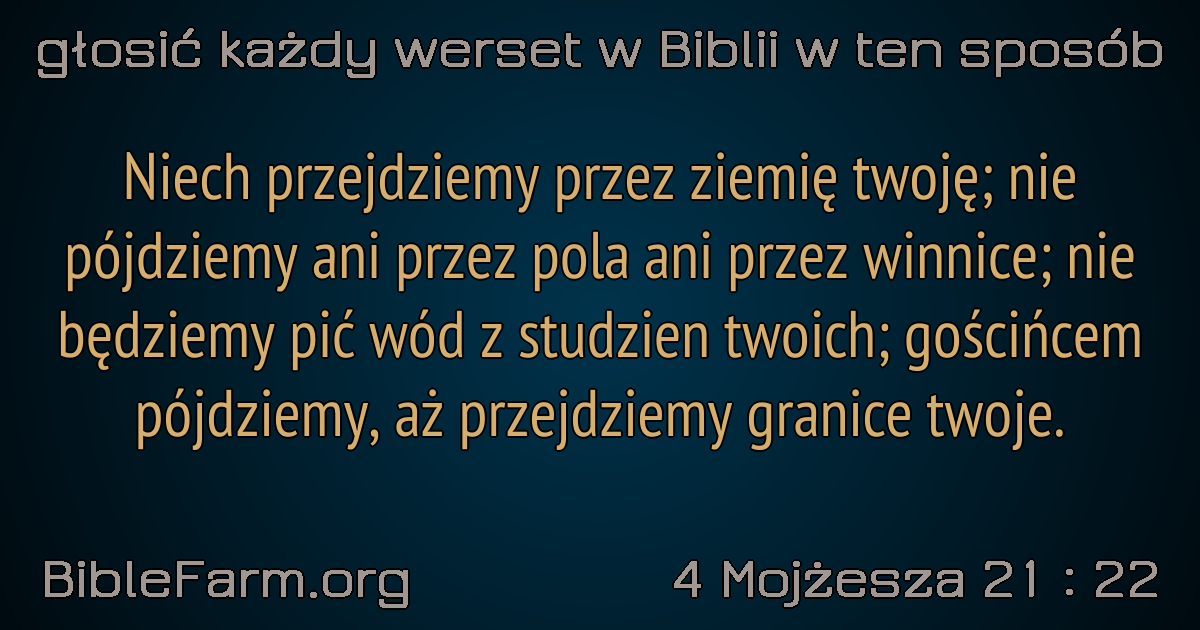 głosić każdy werset w Biblii w ten sposób
Niech przejdziemy przez ziemię twoję; nie
pójdziemy ani przez pola ani przez winnice; nie
będziemy pić wód z studzien twoich; gościńcem
pójdziemy, aż przejdziemy granice twoje.
BibleFarm.org
4 Mojżesza 21 : 22